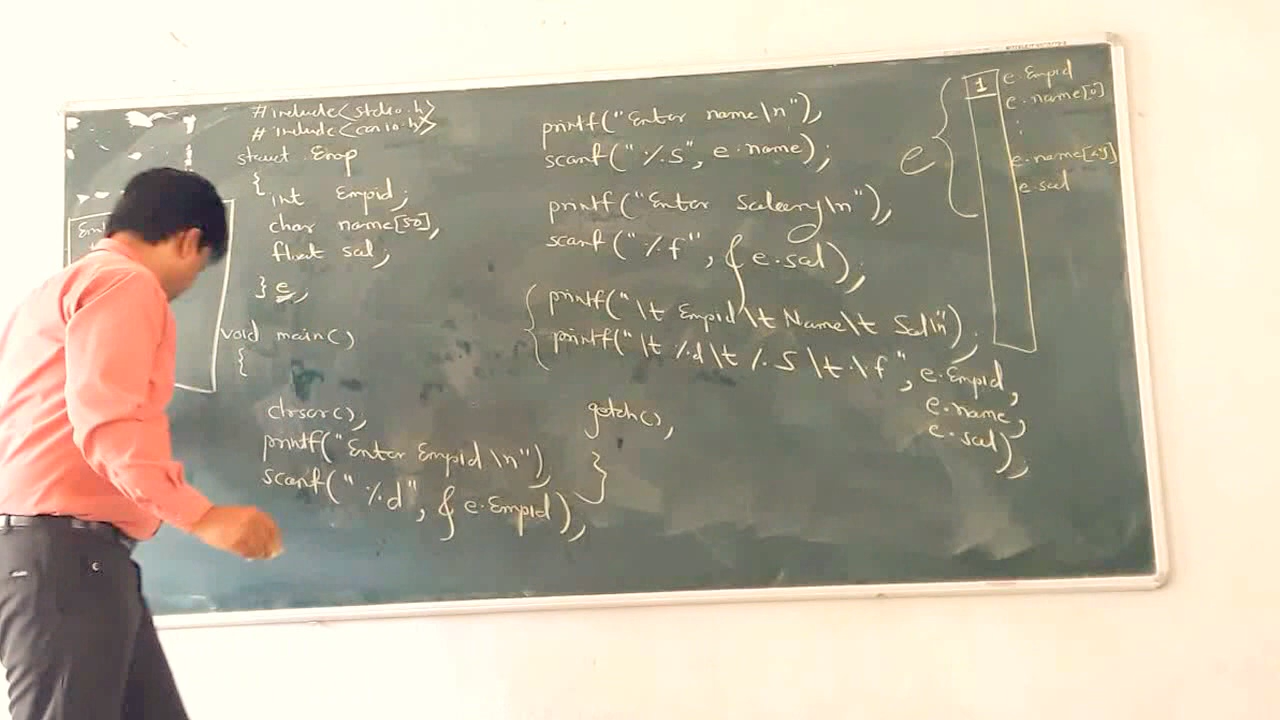 #include<stdio.h>
# include<conio.h>
struct Emp
{
int Empid;
char name[50];
float sal;
} e;
void main()
{
clrscr();
printf("Enter Empid \n");
scanf("%d", & e.Empid);
printf("Enter name\n");
scanf("%s", e.name);
printf("Enter Salary\n");
scanf("%f", & e.sal);
printf("\t Empid\t Name\t Sal\n");
printf("\t %d\t %s \t \f", e.Empid,
e.name,
e.sal);
getch();
}
e
{
1
e.Empid
e.name[0]
e.name[49]
e.sal